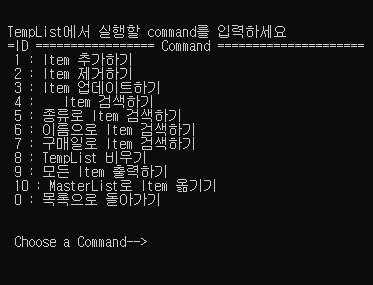 TempList에서 실행할 command를 입력하세요
=ID ================= Command =====================
1 : Item 추가하기
2 : Item 제거하기
3 : Item 업데이트하기
4 :    Item 검색하기
5 : 종류로 Item 검색하기
6 : 이름으로 Item 검색하기
7 : 구매일로 Item 검색하기
8 : TempList 비우기
9 : 모든 Item 출력하기
10 : MasterList로 Item 옮기기
0 : 목록으로 돌아가기
Choose a Command-->